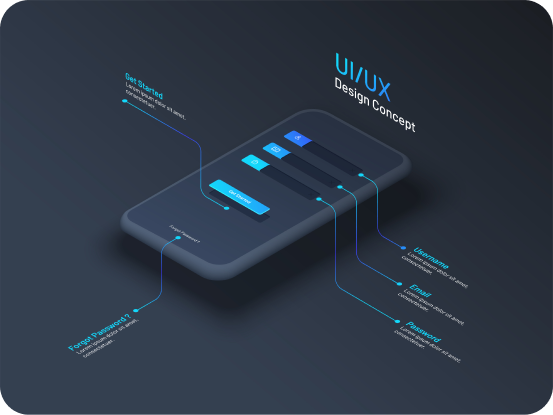 UI/UX
Design Concept
Get Started
Lorem ipsum dolor sit amet,
consectetuer.
Get Started
Forgot Password?
Username
Lorem ipsum dolor sit amet,
consectetuer.
Email
Lorem ipsum dolor sit amet,
consectetuer.
Password
Lorem ipsum dolor sit amet,
consectetuer.
Forgot Password ?
Lorem ipsum dolor sit amet,
consectetuer.